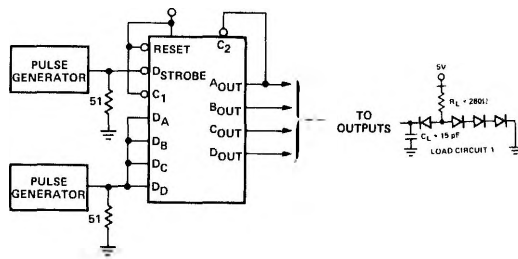 RESET
C2
PULSE
GENERATOR
DSTROBE
AOUT
51
C1
BOUT
DA
COUT
DB
DOUT
DC
PULSE
GENERATOR
DD
51
TO
OUTPUTS
5V
RL = 280Ω
CL = 15 pF
LOAD CIRCUIT 1